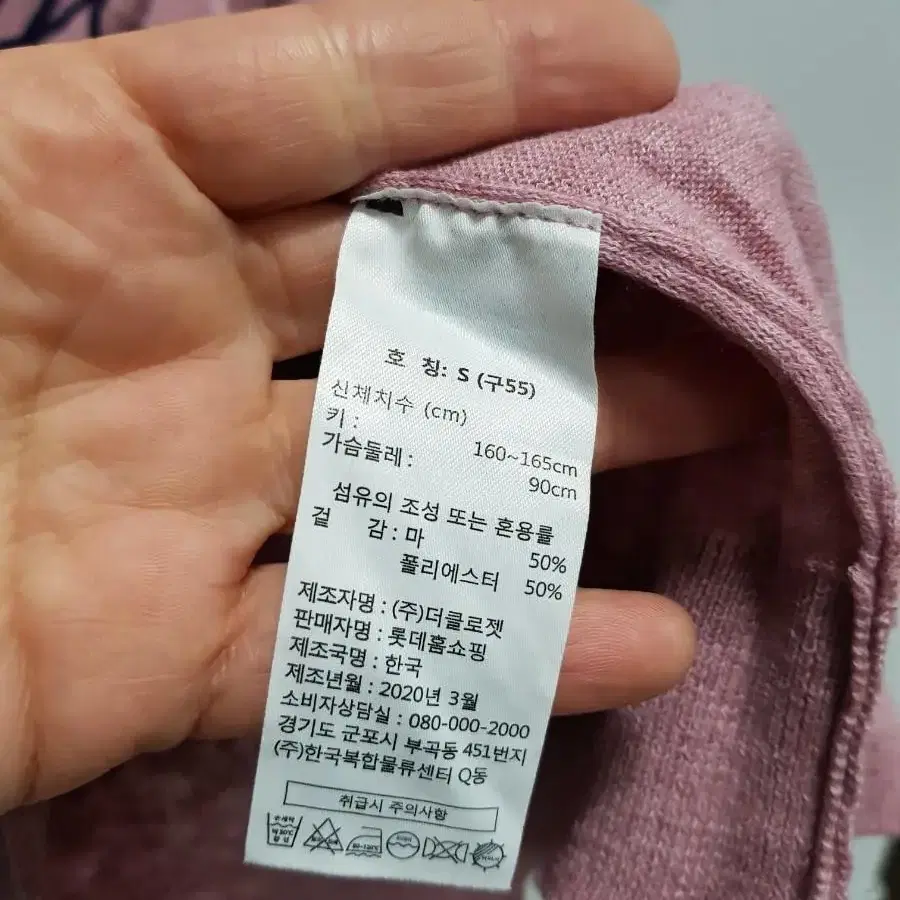 호 칭: S (구55)
신체치수 (cm)
키 : 160~165cm
가슴둘레 : 90cm
섬유의 조성 또는 혼용률
겉 감 : 마 50%
폴리에스터 50%
제조자명 : (주)더클로젯
판매자명 : 롯데홈쇼핑
제조국명 : 한국
제조년월 : 2020년 3월
소비자상담실 : 080-000-2000
경기도 군포시 부곡동 451번지
(주)한국복합물류센터 Q동
취급시 주의사항